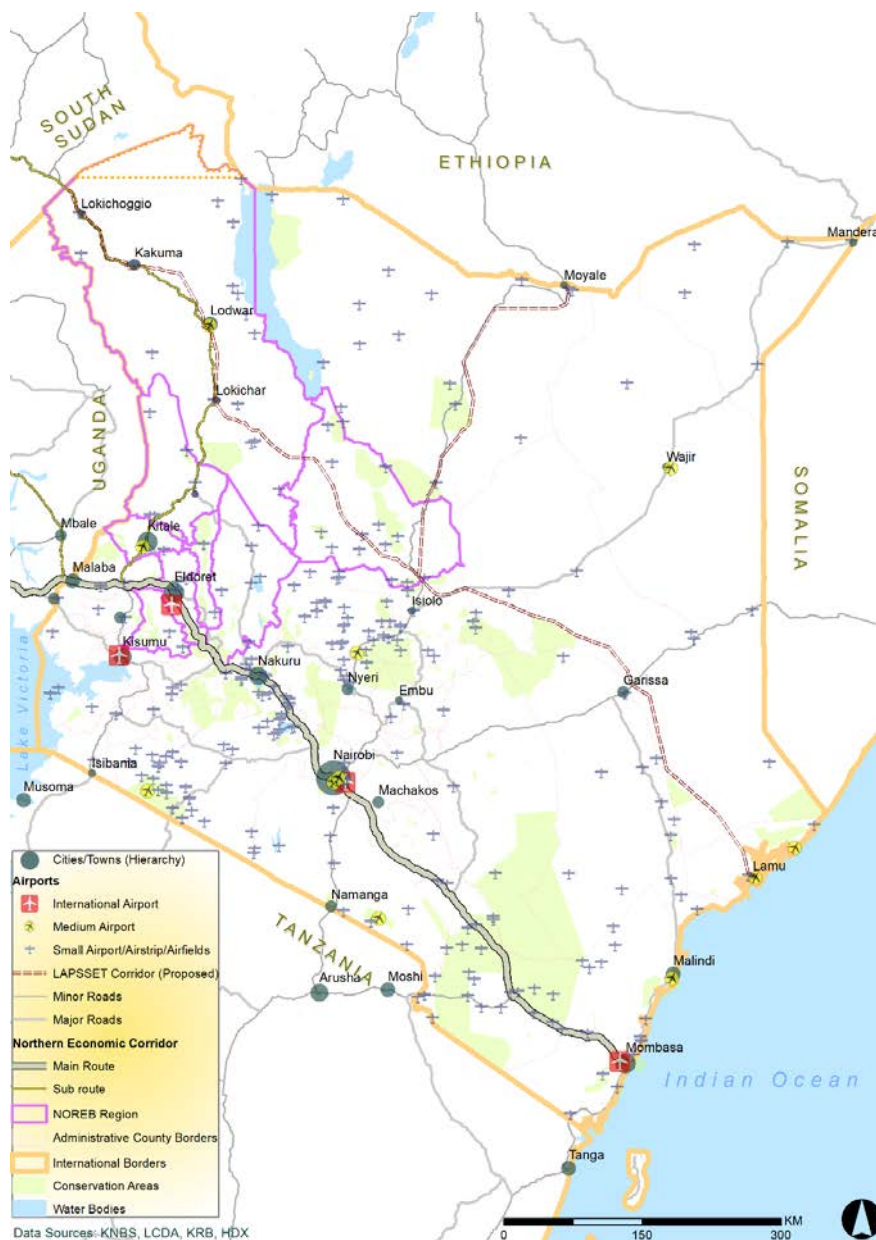 SOUTH
SUDAN
ETHIOPIA
Lokichoggio
Mandera
Kakuma
Moyale
Lodwar
Lokichar
UGANDA
Wajir
SOMALIA
Mbale
Kitale
Malaba
Eldoret
Isiolo
Kisumu
Lake Victoria
Nakuru
Nyeri
Embu
Garissa
Nairobi
Isibania
Musoma
Machakos
Lamu
Namanga
TANZANIA
Malindi
Arusha
Moshi
Mombasa
Indian Ocean
Tanga
Cities/Towns (Hierarchy)
Airports
International Airport
Medium Airport
Small Airport/Airstrip/Airfields
LAPSSET Corridor (Proposed)
Minor Roads
Major Roads
Northern Economic Corridor
Main Route
Sub route
NOREB Region
Administrative County Borders
International Borders
Conservation Areas
Water Bodies
KM
0 150 300
Data Sources: KNBS, LCDA, KRB, HDX